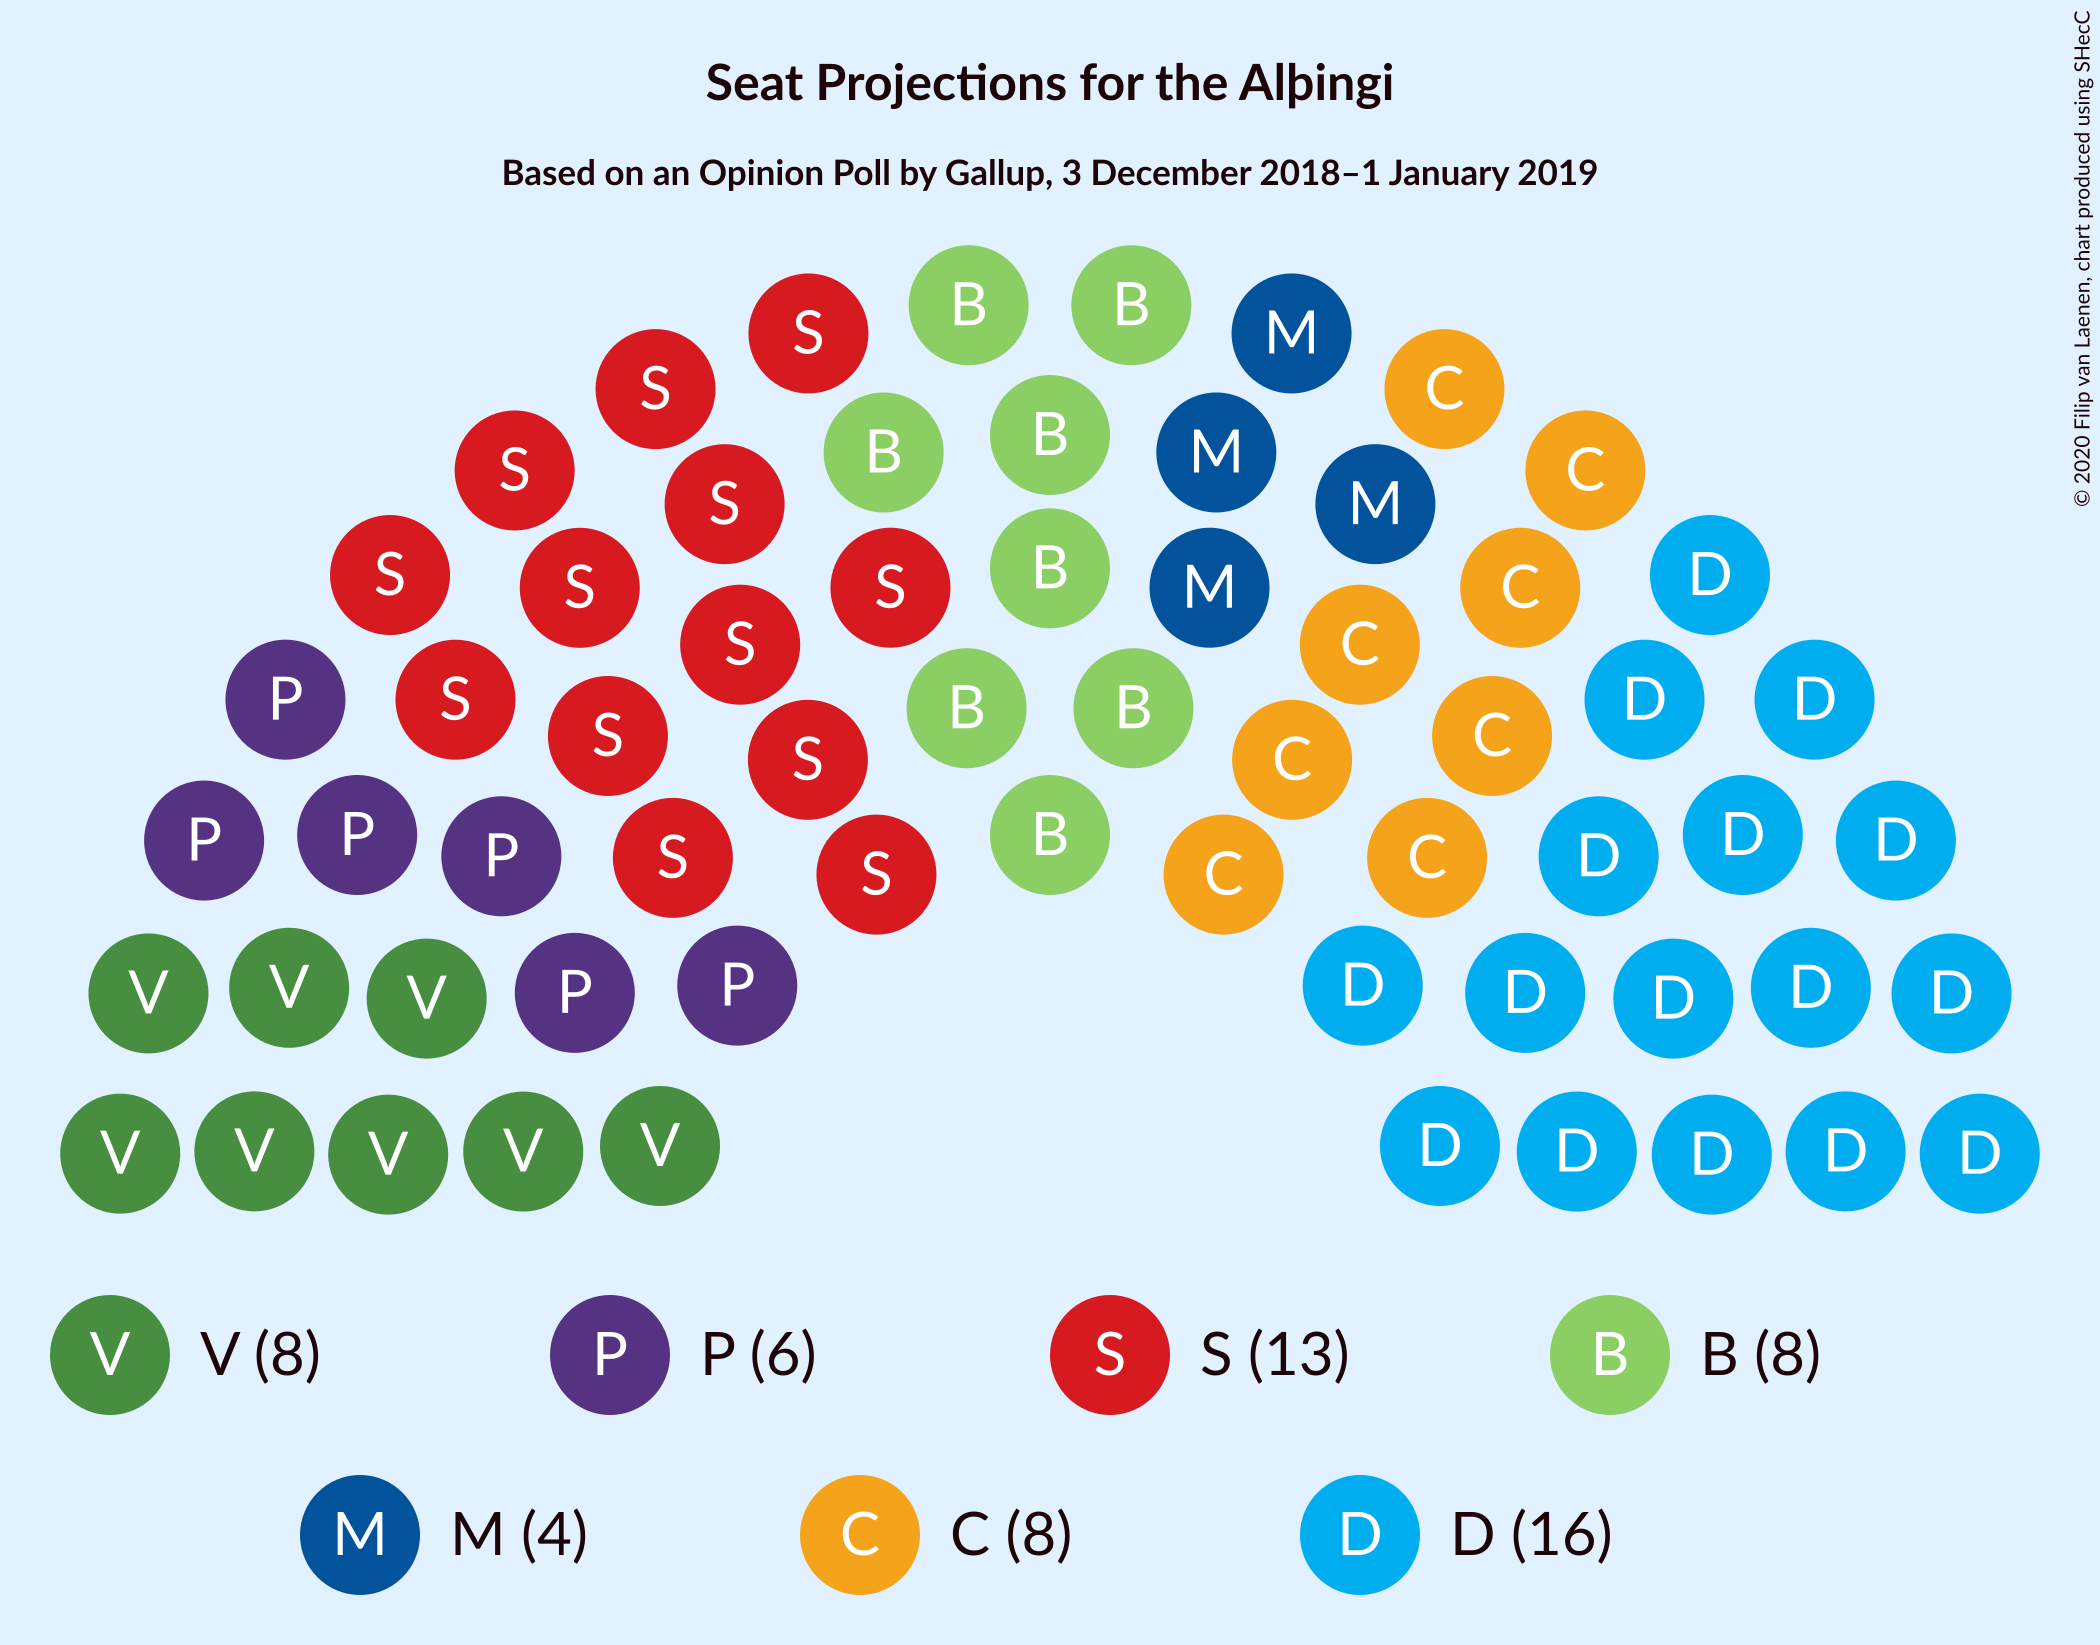 Seat Projections for the Alþingi
Based on an Opinion Poll by Gallup, 3 December 2018–1 January 2019
© 2020 Filip van Laenen, chart produced using SHecC
B B
S M
S C
B M
S C
S M
B
S D
S S M C
S C
P S D D
B B
S C
S C
P P D D
B
P S C D
S C
V V V P P D D D D D
V V V V V D D D D D
V V (8) P P (6) S S (13) B B (8)
M M (4) C C (8) D D (16)